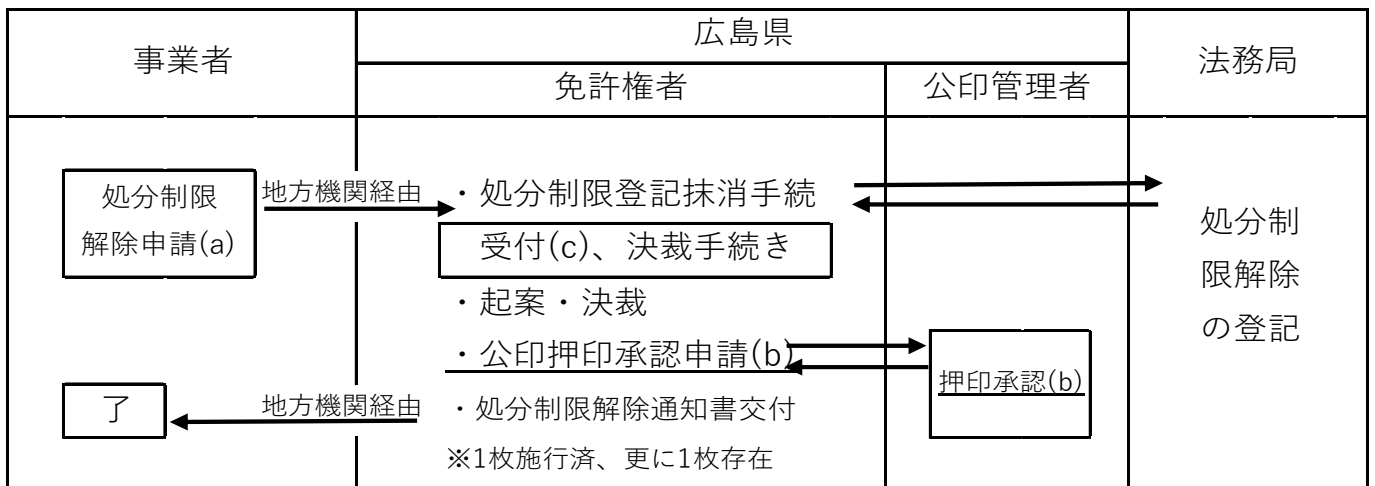 事業者
広島県
法務局
免許権者
公印管理者
処分制限
解除申請(a)
地方機関経由
・処分制限登記抹消手続
受付(c)、決裁手続き
・起案・決裁
・公印押印承認申請(b)
押印承認(b)
処分制
限解除
の登記
了
地方機関経由
・処分制限解除通知書交付
※1枚施行済、更に1枚存在